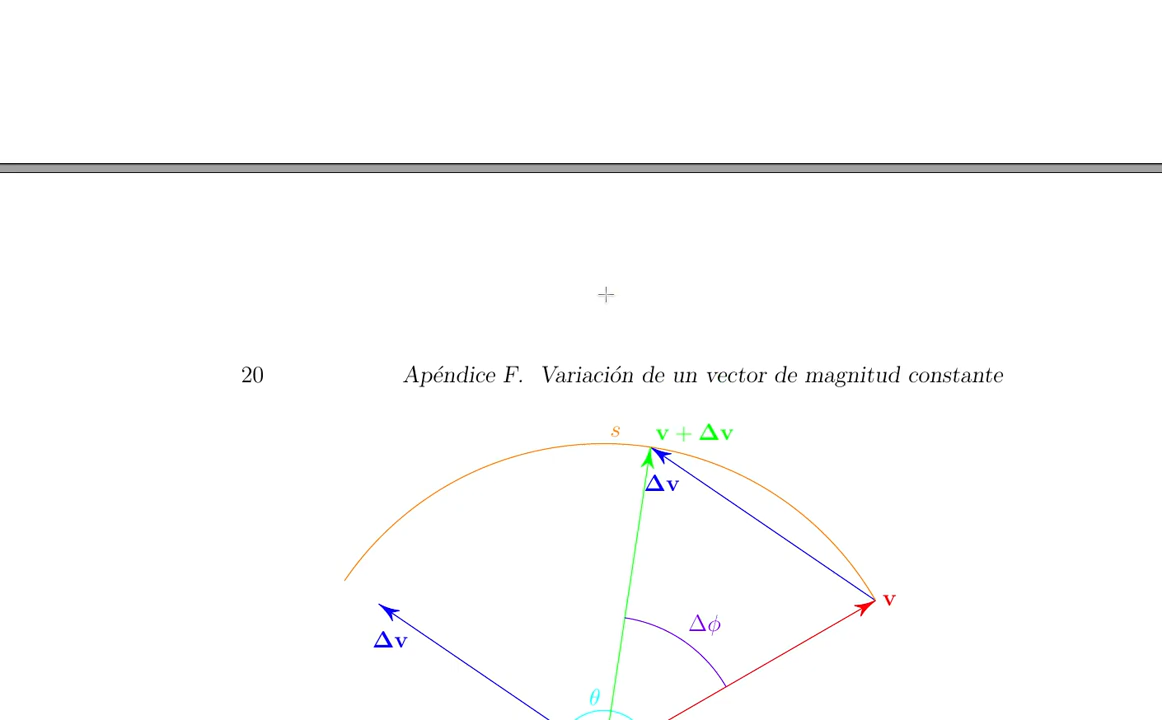 20 Apéndice F. Variación de un vector de magnitud constante
s v + Δv
Δv
v
Δϕ
Δv
θ